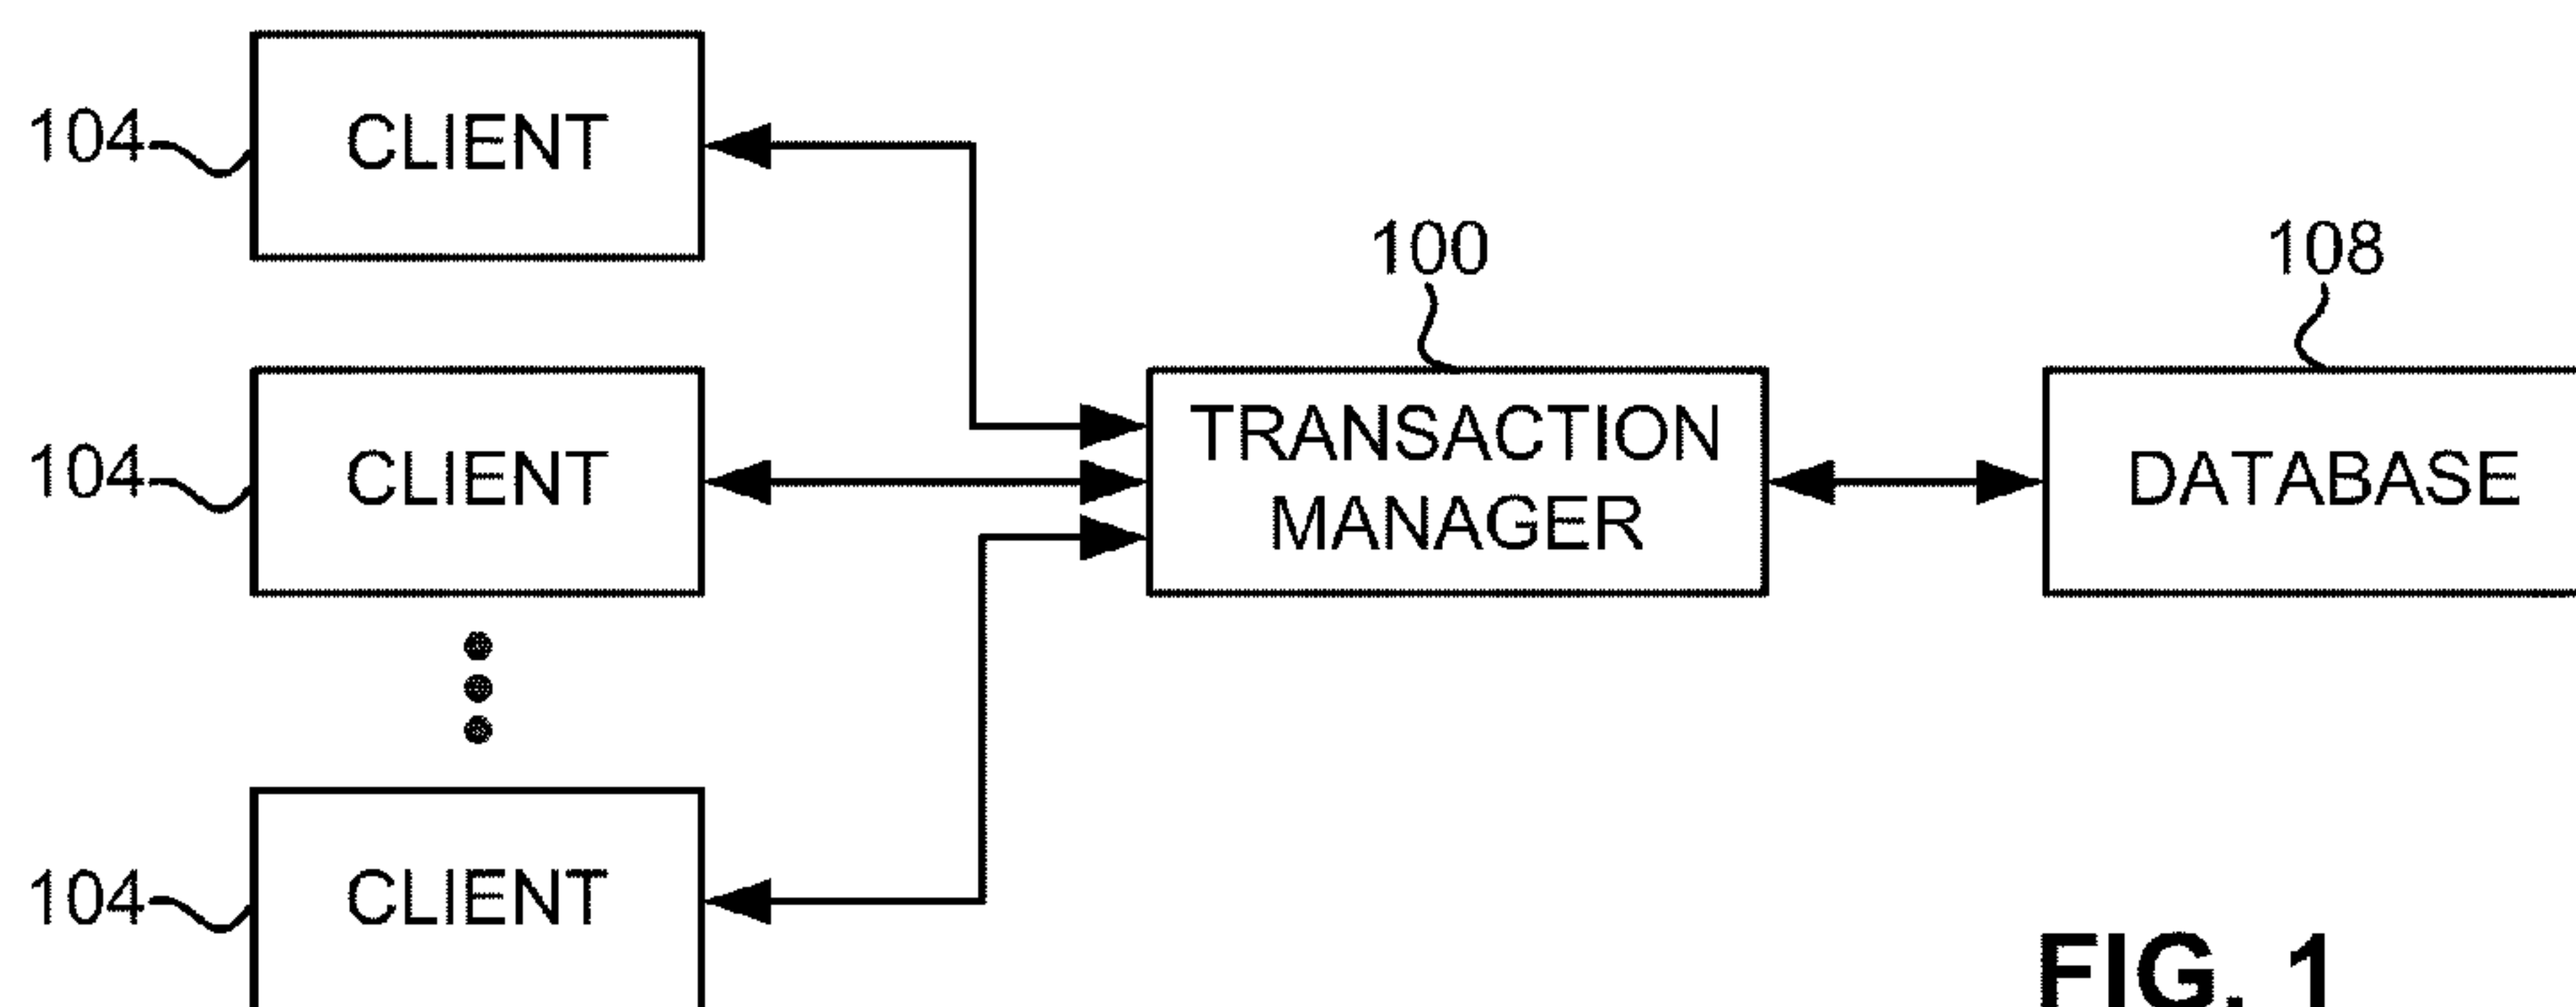 104
CLIENT
100
108
104
CLIENT
TRANSACTION
MANAGER
DATABASE
104
CLIENT
FIG. 1